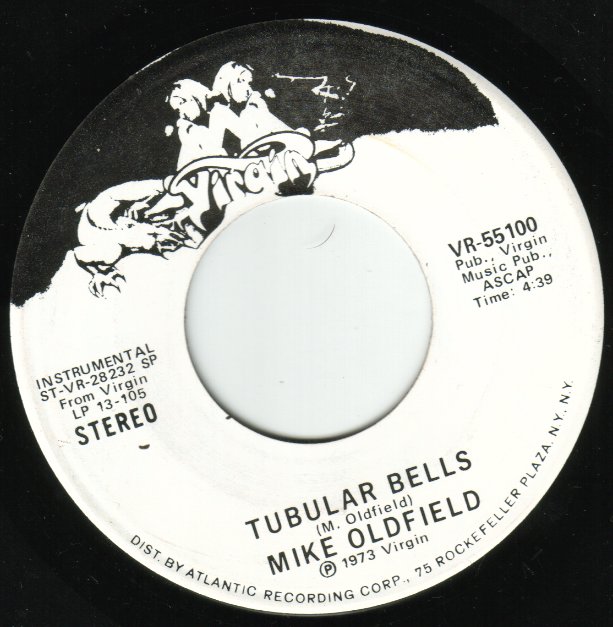 Virgin
VR-55100
Pub., Virgin
Music Pub.,
ASCAP
Time: 4:39
INSTRUMENTAL
ST-VR-28232 SP
From Virgin
LP 13-105
STEREO
TUBULAR BELLS
(M. Oldfield)
MIKE OLDFIELD
Ⓟ 1973 Virgin
DIST. BY ATLANTIC RECORDING CORP., 75 ROCKEFELLER PLAZA, NY. N.Y.